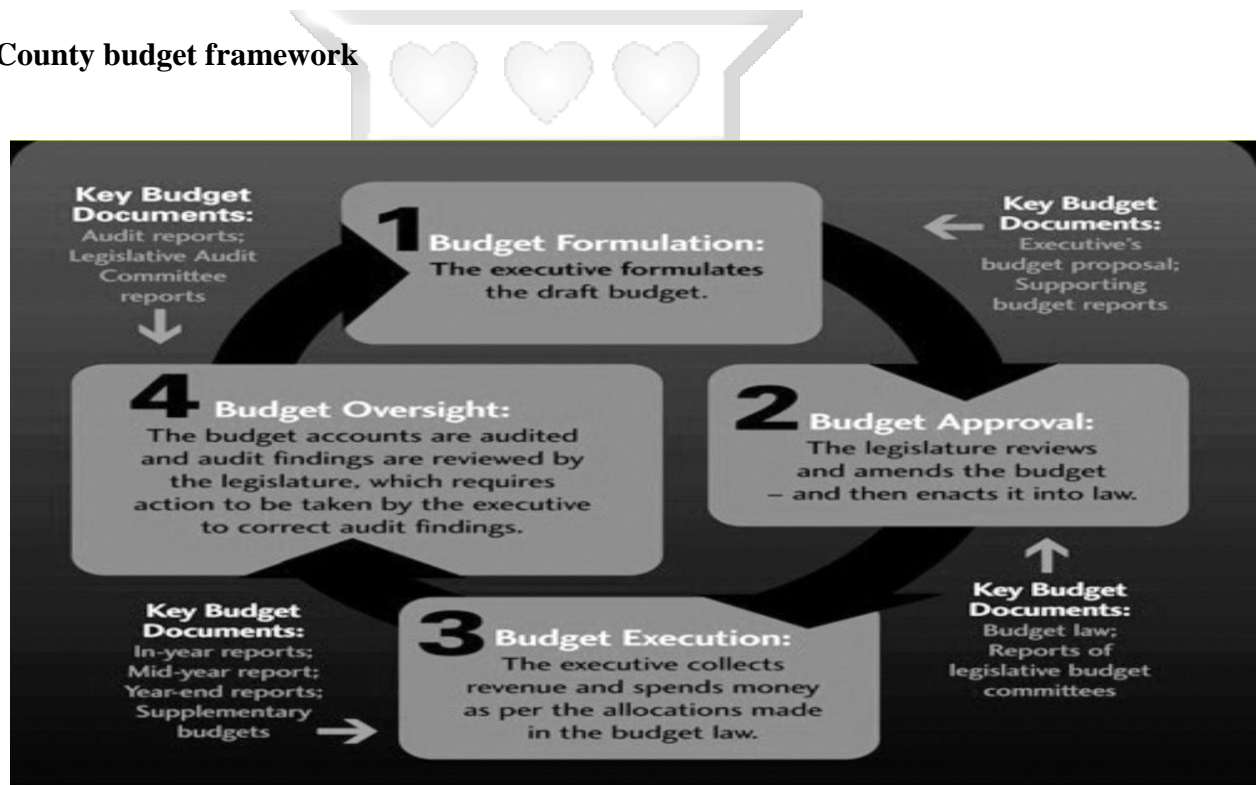 County budget framework
Key Budget
Documents:
Audit reports;
Legislative Audit
Committee
reports
1
Budget Formulation:
The executive formulates
the draft budget.
Key Budget
Documents:
Executive's
budget proposal;
Supporting
budget reports
4
Budget Oversight:
The budget accounts are audited
and audit findings are reviewed by
the legislature, which requires
action to be taken by the executive
to correct audit findings.
2
Budget Approval:
The legislature reviews
and amends the budget
– and then enacts it into law.
Key Budget
Documents:
In-year reports;
Mid-year report;
Year-end reports;
Supplementary
budgets
3
Budget Execution:
The executive collects
revenue and spends money
as per the allocations made
in the budget law.
Key Budget
Documents:
Budget law;
Reports of
legislative budget
committees